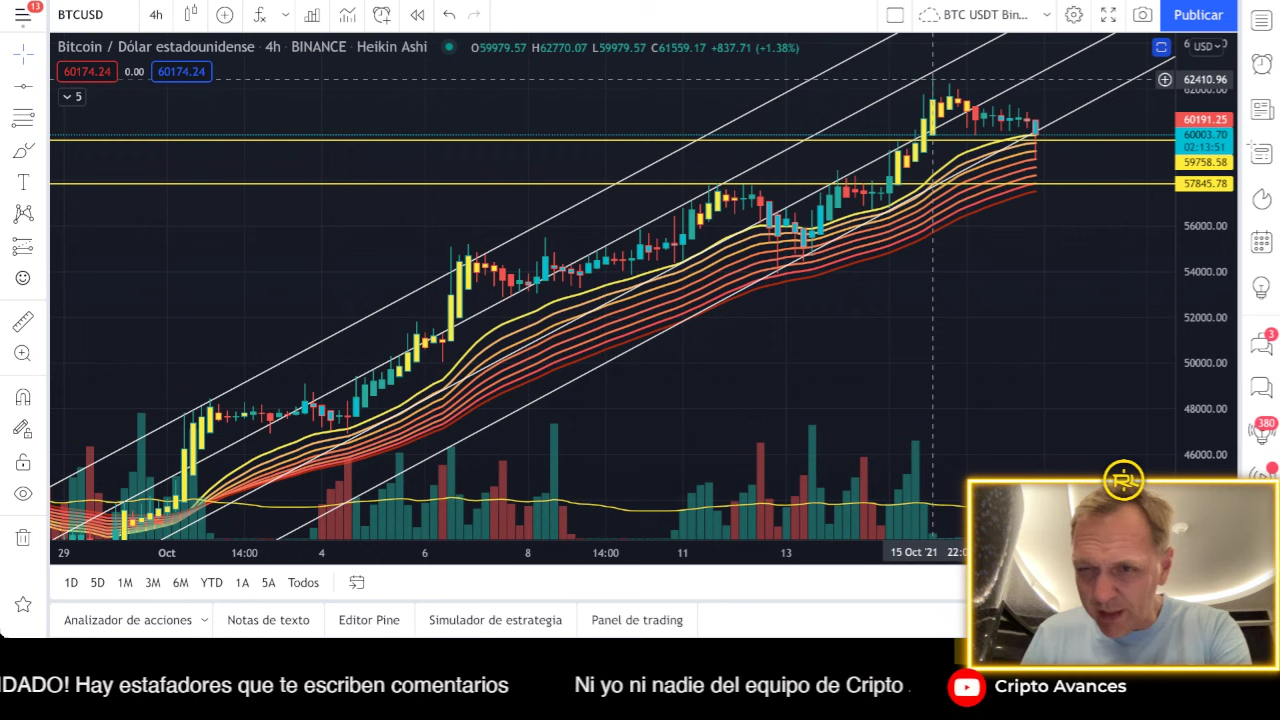 13
BTCUSD
4h
BTC USDT Bin...
Publicar
Bitcoin / Dólar estadounidense · 4h · BINANCE · Heikin Ashi
O59979.57 H62770.07 L59979.57 C61559.17 +837.71 (+1.38%)
USD
60174.24
0.00
60174.24
62410.96
5
62000.00
60191.25
60003.70
02:13:51
59758.58
57845.78
56000.00
54000.00
52000.00
50000.00
48000.00
46000.00
3
380
29
Oct
14:00
4
6
8
14:00
11
13
15 Oct '21
1D
5D
1M
3M
6M
YTD
1A
5A
Todos
Analizador de acciones
Notas de texto
Editor Pine
Simulador de estrategia
Panel de trading
IDADO! Hay estafadores que te escriben comentarios
Ni yo ni nadie del equipo de Cripto
Cripto Avances